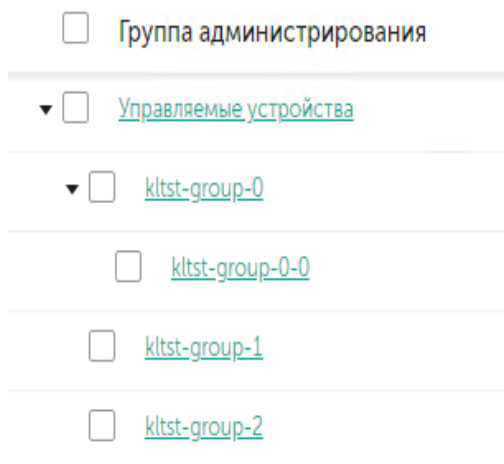 Группа администрирования
Управляемые устройства
kltst-group-0
kltst-group-0-0
kltst-group-1
kltst-group-2